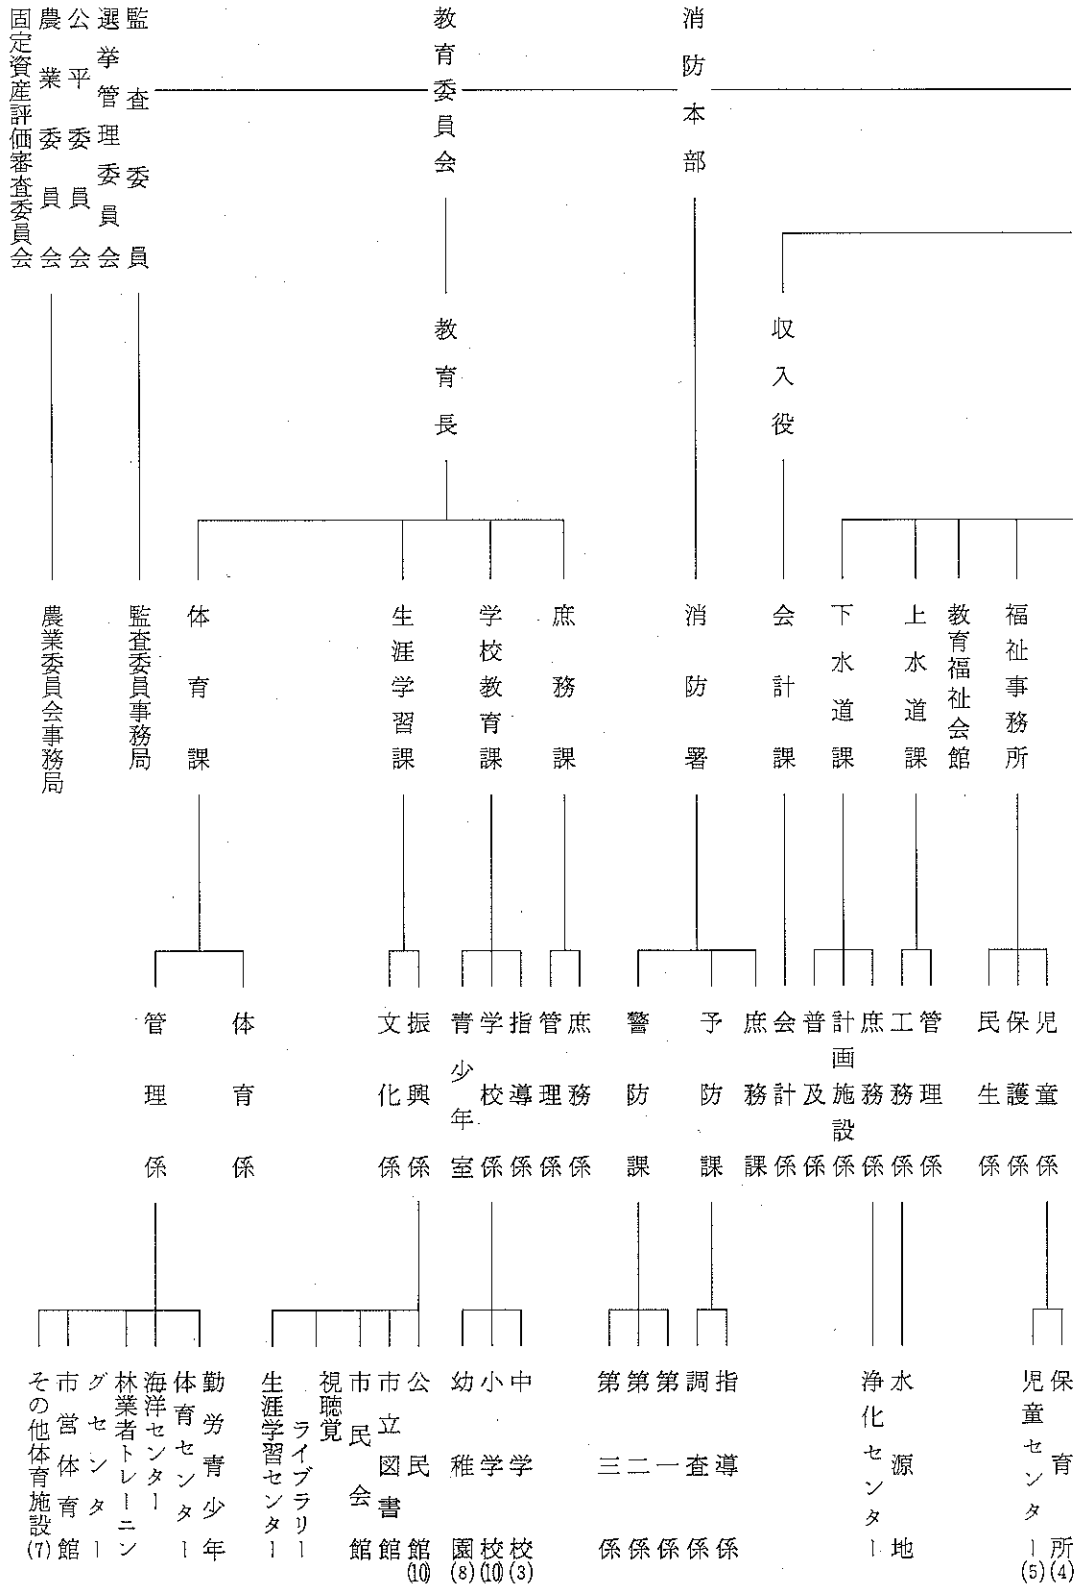 消防本部
教育委員会
監査委員
選挙管理委員会
公平委員会
農業委員会
固定資産評価審査委員会
収入役
教育長
福祉事務所
教育福祉会館
上水道課
下水道課
会計課
消防署
庶務課
学校教育課
生涯学習課
体育課
監査委員事務局
農業委員会事務局
児童係
保護係
民生係
管理係
工務係
庶務係
計画施設係
普及係
会計係
庶務課
予防課
警防課
庶務係
管理係
指導係
学校係
青少年室
振興係
文化係
体育係
管理係
保育所(4)
児童センター(5)
水源地
浄化センター
指導係
調査係
第一係
第二係
第三係
中学校(3)
小学校(10)
幼稚園(8)
公民館(10)
市立図書館
市民会館
視聴覚
ライブラリー
生涯学習センター
勤労青少年
体育センター
海洋センター
林業者トレーニン
グセンター
市営体育館
その他体育施設(7)